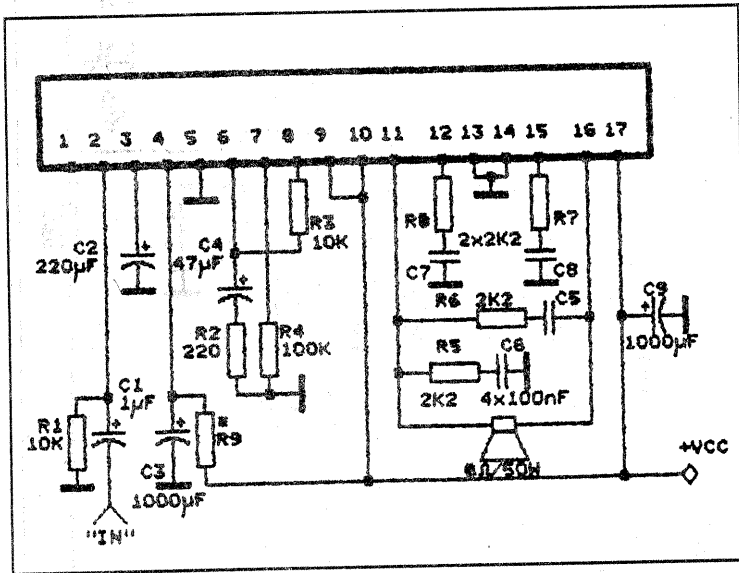 1 2 3 4 5 6 7 8 9 10 11 12 13 14 15 16 17
R3
10K
R8
2x2K2
R7
C2
220µF
C4
47µF
C7
C8
R6
2K2
C5
C9
1000µF
R2
220
R4
100K
R5
2K2
C6
4x100nF
C1
1µF
R1
10K
*
R9
C3
1000µF
+VCC
"IN"